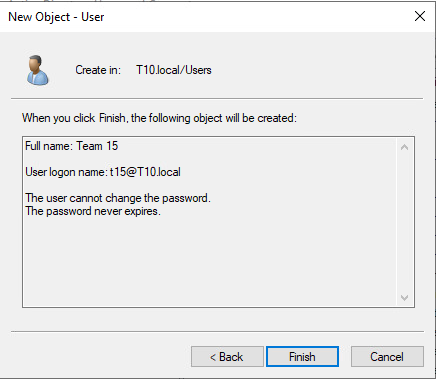 New Object - User
Create in: T10.local/Users
When you click Finish, the following object will be created:
Full name: Team 15
User logon name: t15@T10.local
The user cannot change the password.
The password never expires.
< Back
Finish
Cancel